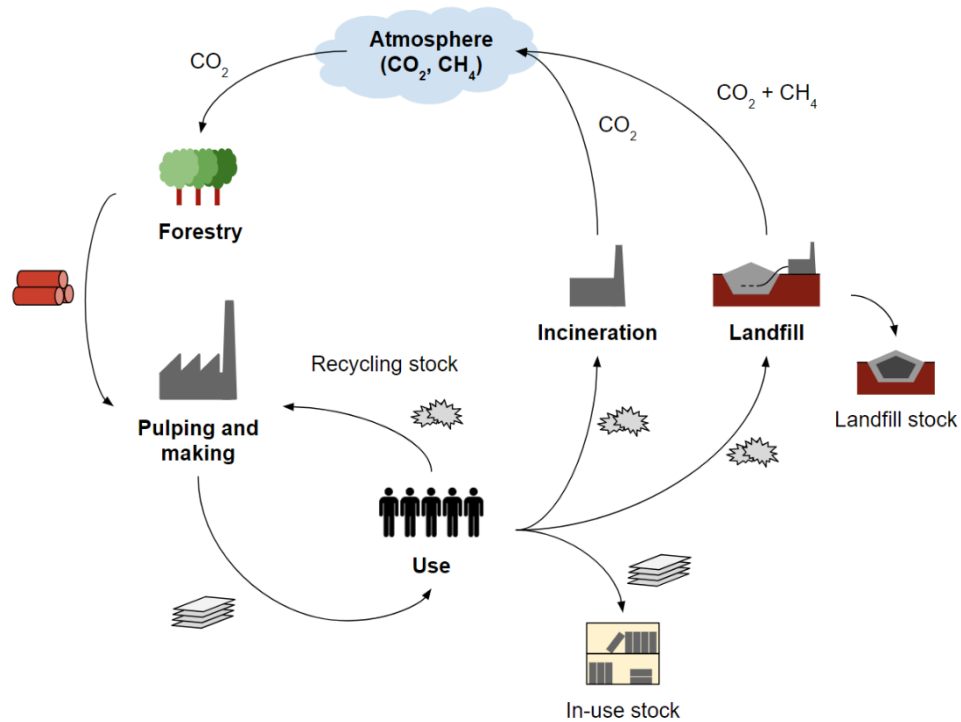 Atmosphere
(CO₂, CH₄)
CO₂
CO₂ + CH₄
CO₂
Forestry
Incineration
Landfill
Recycling stock
Landfill stock
Pulping and
making
Use
In-use stock